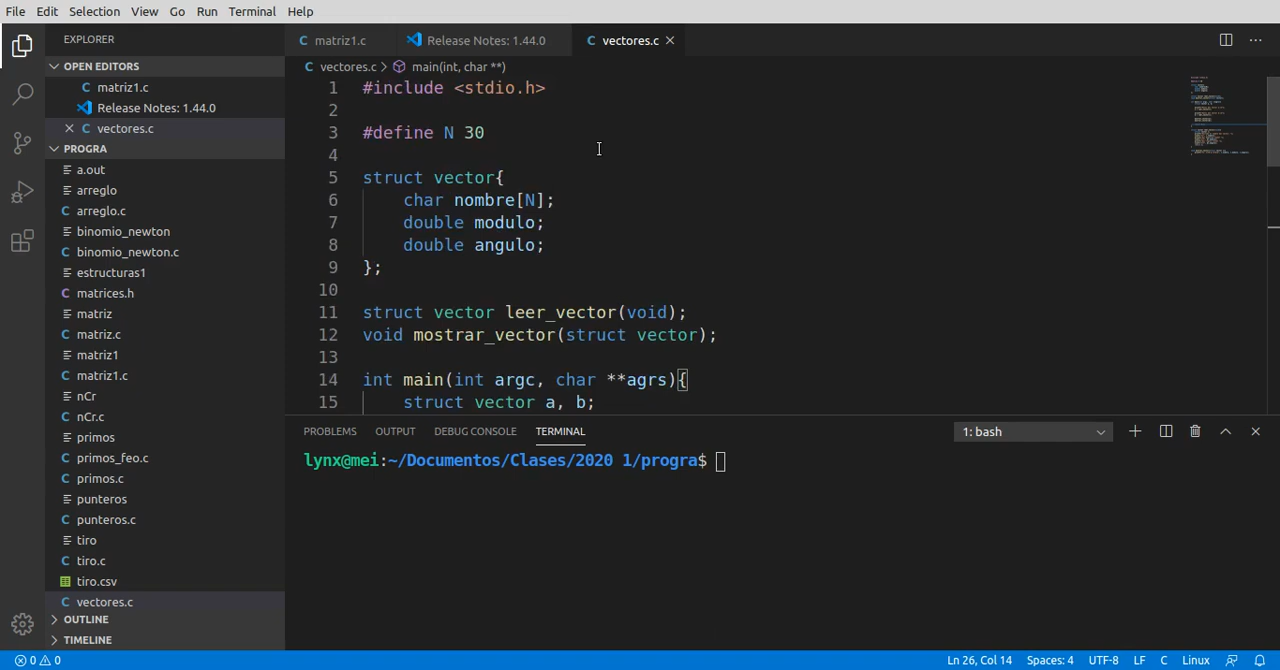 File Edit Selection View Go Run Terminal Help
EXPLORER
OPEN EDITORS
matriz1.c
Release Notes: 1.44.0
vectores.c
PROGRA
a.out
arreglo
arreglo.c
binomio_newton
binomio_newton.c
estructuras1
matrices.h
matriz
matriz.c
matriz1
matriz1.c
nCr
nCr.c
primos
primos_feo.c
primos.c
punteros
punteros.c
tiro
tiro.c
tiro.csv
vectores.c
OUTLINE
TIMELINE
matriz1.c Release Notes: 1.44.0 vectores.c
vectores.c > main(int, char **)
1 #include <stdio.h>
2
3 #define N 30
4
5 struct vector{
6 char nombre[N];
7 double modulo;
8 double angulo;
9 };
10
11 struct vector leer_vector(void);
12 void mostrar_vector(struct vector);
13
14 int main(int argc, char **agrs){
15 struct vector a, b;
PROBLEMS OUTPUT DEBUG CONSOLE TERMINAL 1: bash
lynx@mei:~/Documentos/Clases/2020 1/progra$
0 0 Ln 26, Col 14 Spaces: 4 UTF-8 LF C Linux